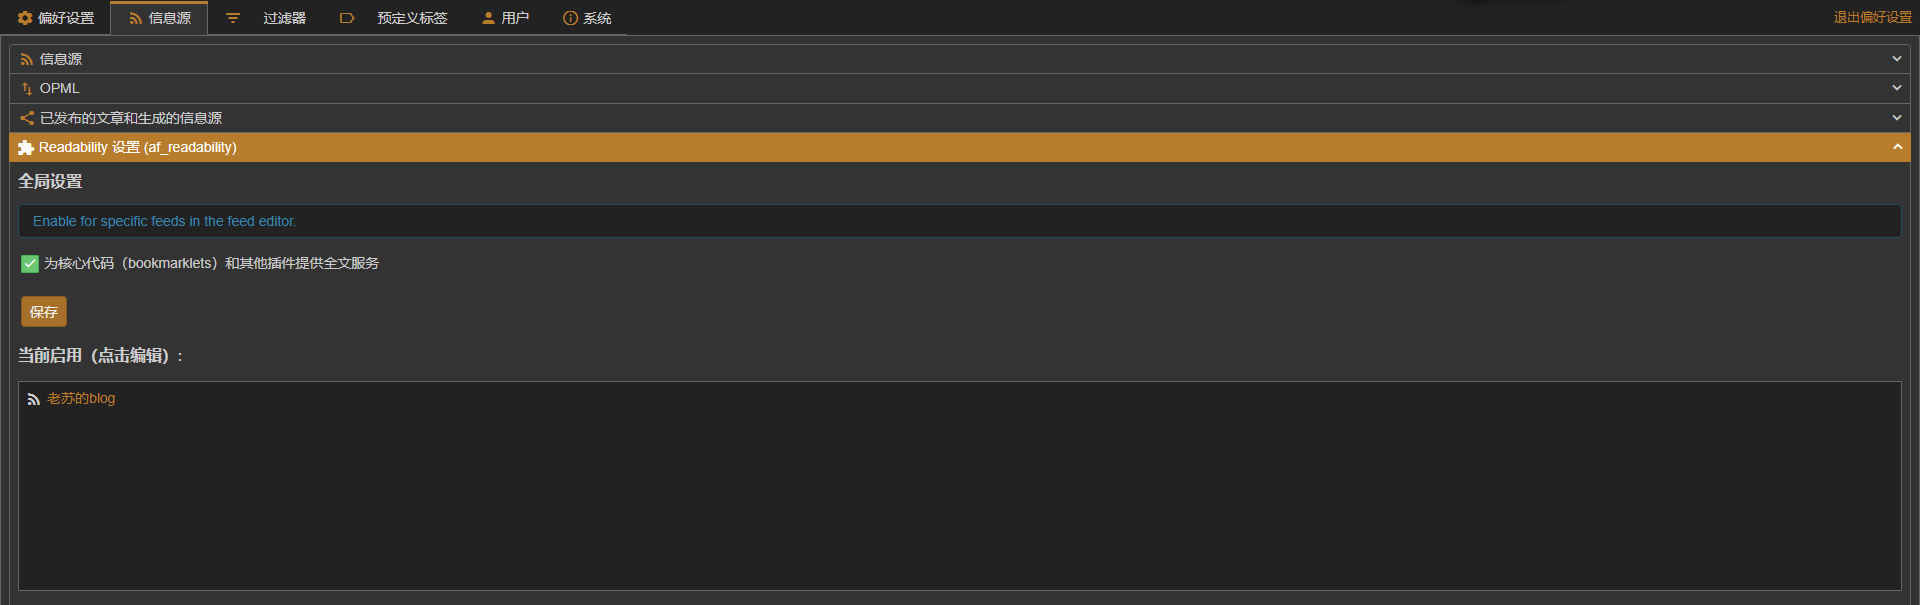 偏好设置 信息源 过滤器 预定义标签 用户 系统 退出偏好设置
信息源
OPML
已发布的文章和生成的信息源
Readability 设置 (af_readability)
全局设置
Enable for specific feeds in the feed editor.
为核心代码（bookmarklets）和其他插件提供全文服务
保存
当前启用（点击编辑）:
老苏的blog